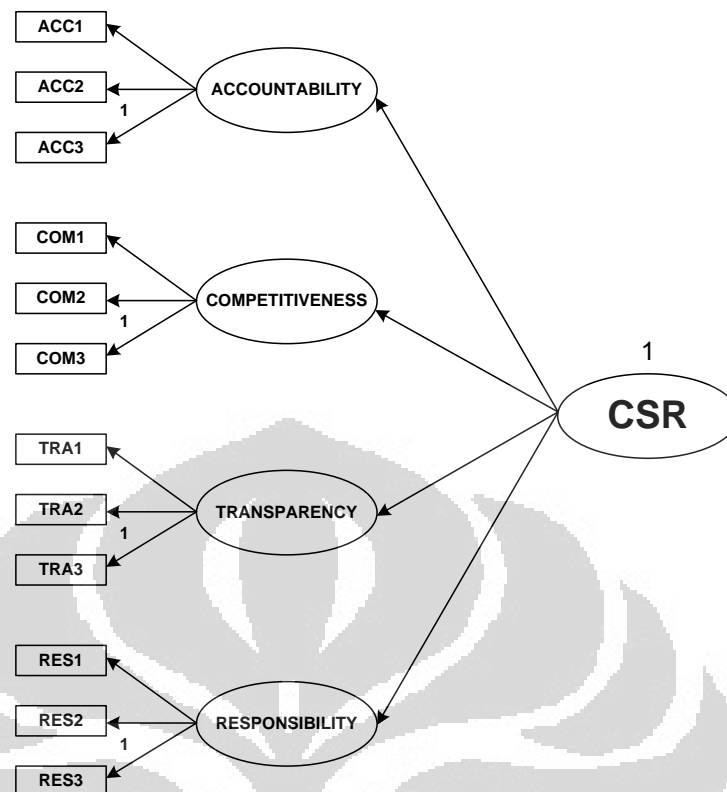 ACC1
ACC2
1
ACC3
ACCOUNTABILITY
COM1
COM2
1
COM3
COMPETITIVENESS
1
CSR
TRA1
TRA2
1
TRA3
TRANSPARENCY
RES1
RES2
1
RES3
RESPONSIBILITY